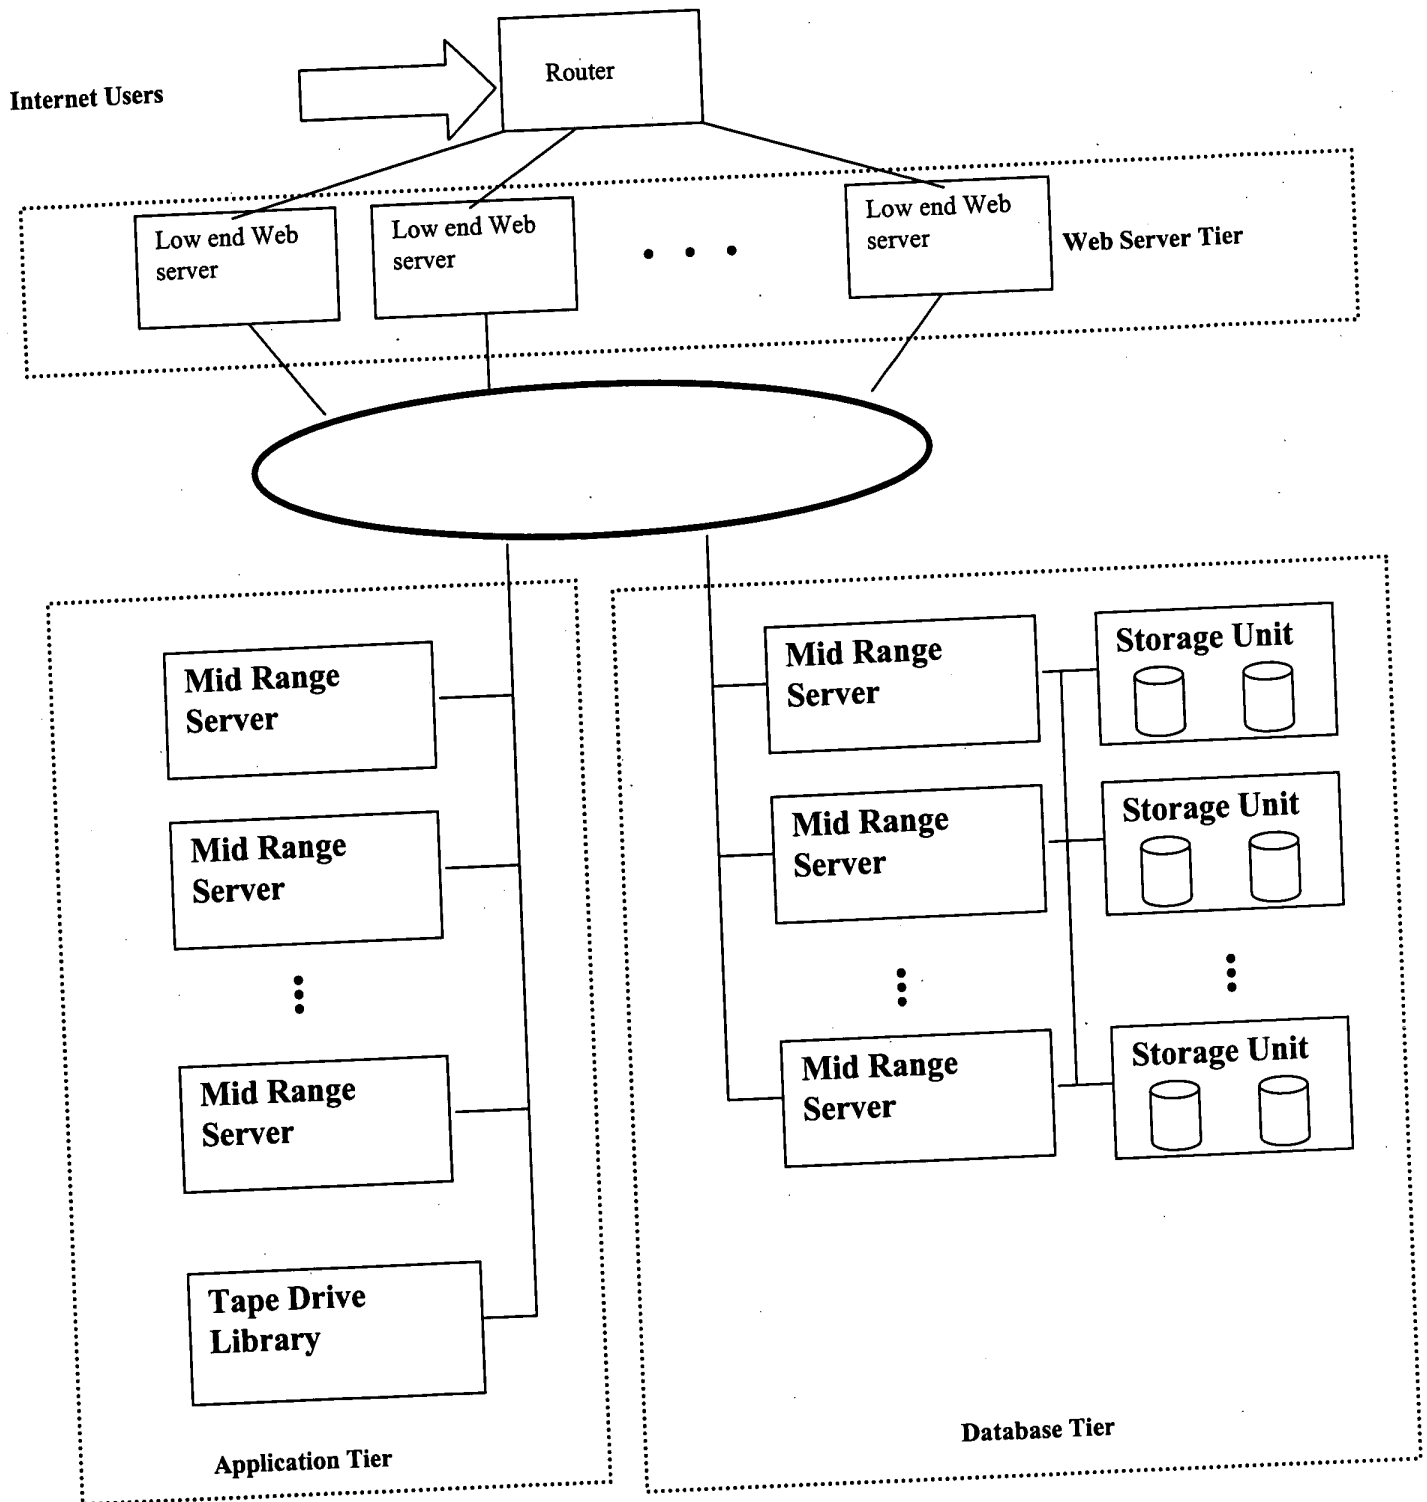 Router
Internet Users
Low end Web
server
Low end Web
server
Low end Web
server
Web Server Tier
Mid Range
Server
Mid Range
Server
Mid Range
Server
Tape Drive
Library
Application Tier
Mid Range
Server
Storage Unit
Mid Range
Server
Storage Unit
Mid Range
Server
Storage Unit
Database Tier